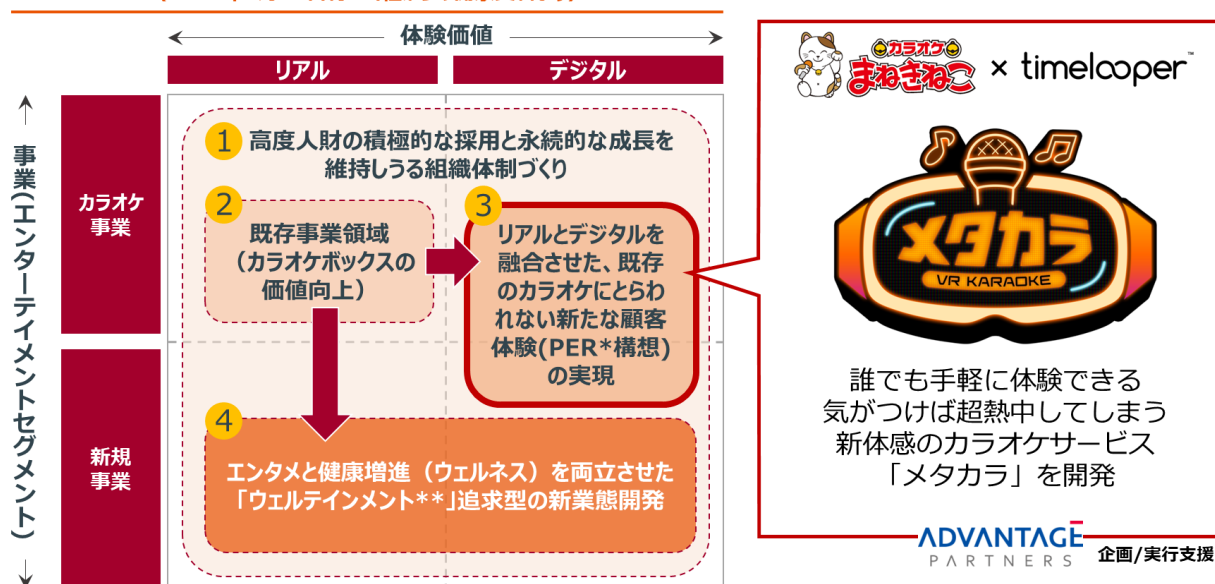 体験価値
リアル
デジタル
事業(エンターテイメントセグメント)
カラオケ
事業
新規
事業
1
高度人財の積極的な採用と永続的な成長を
維持しうる組織体制づくり
2
既存事業領域
（カラオケボックスの
価値向上）
3
リアルとデジタルを
融合させた、既存
のカラオケにとらわ
れない新たな顧客
体験(PER*構想)
の実現
4
エンタメと健康増進（ウェルネス）を両立させた
「ウェルテインメント**」追求型の新業態開発
カラオケ
まねきねこ × timelooper™
メタカラ
VR KARAOKE
誰でも手軽に体験できる
気がつけば超熱中してしまう
新体感のカラオケサービス
「メタカラ」を開発
ADVANTAGE
PARTNERS 企画/実行支援